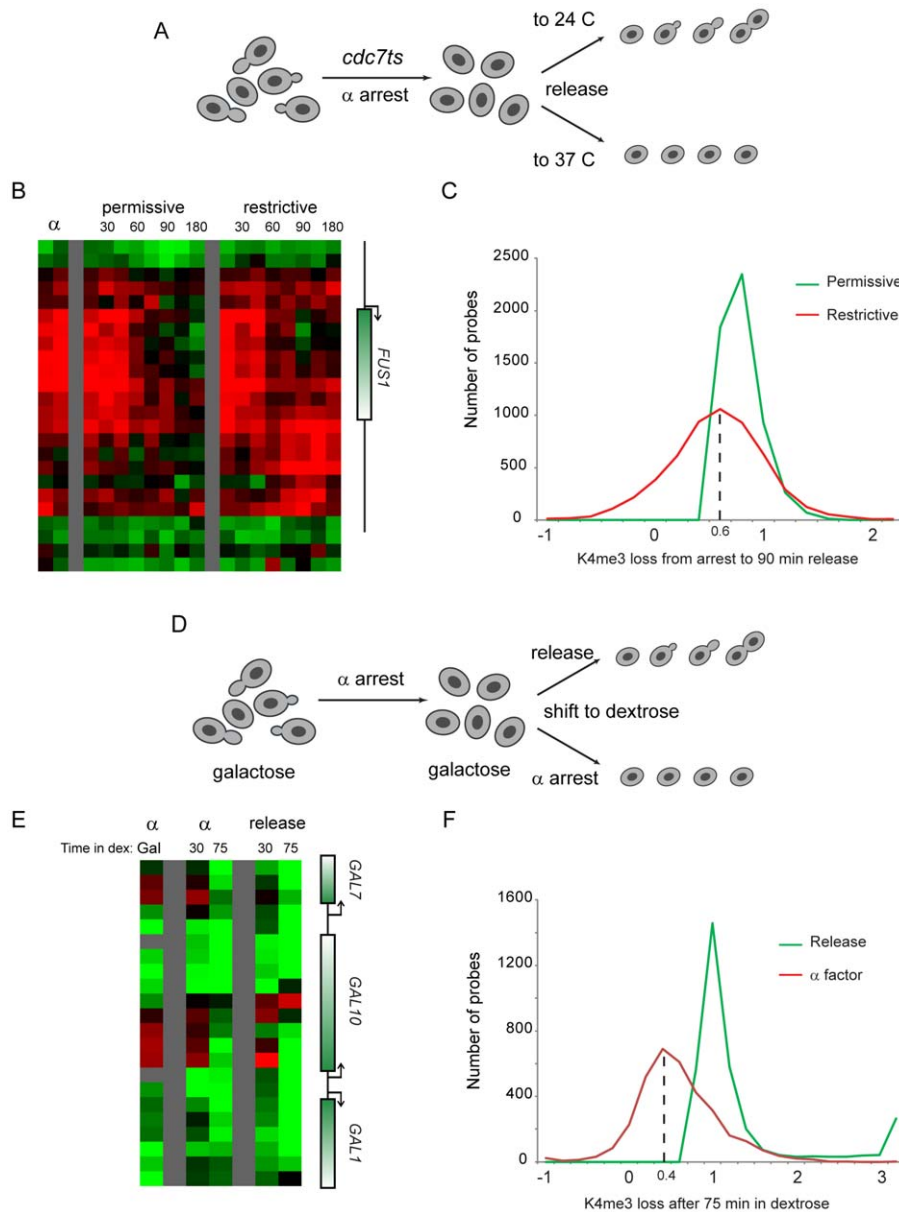 A
cdc7ts
α arrest
to 24 C
release
to 37 C
B
α
permissive
restrictive
30 60 90 180 30 60 90 180
FUS1
C
2500
2000
1500
1000
500
0
Number of probes
Permissive
Restrictive
-1 0 0.6 1 2
K4me3 loss from arrest to 90 min release
D
α arrest
galactose
galactose
release
shift to dextrose
α arrest
E
α α release
Time in dex: Gal 30 75 30 75
GAL7
GAL10
GAL1
F
1600
1200
800
400
0
Number of probes
Release
α factor
-1 0 0.4 1 2 3
K4me3 loss after 75 min in dextrose